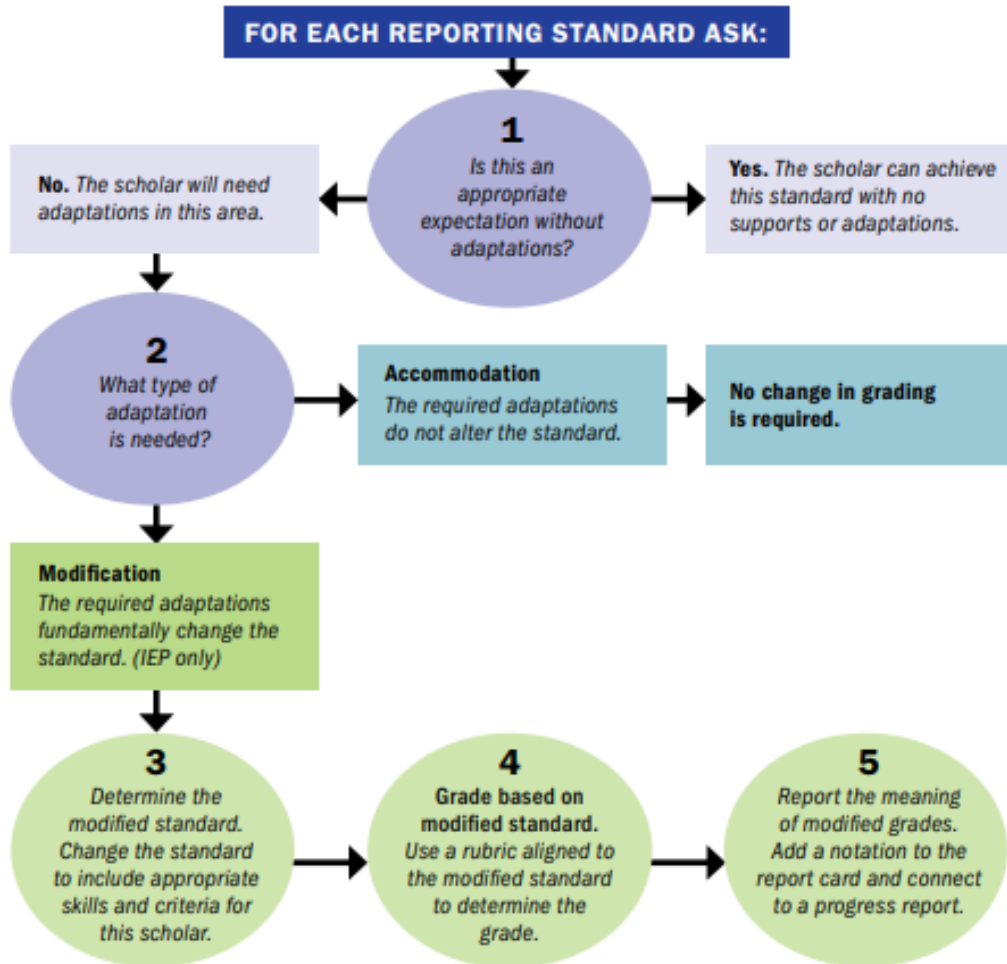 FOR EACH REPORTING STANDARD ASK:
1
Is this an
appropriate
expectation without
adaptations?
No. The scholar will need
adaptations in this area.
Yes. The scholar can achieve
this standard with no
supports or adaptations.
2
What type of
adaptation
is needed?
Accommodation
The required adaptations
do not alter the standard.
No change in grading
is required.
Modification
The required adaptations
fundamentally change the
standard. (IEP only)
3
Determine the
modified standard.
Change the standard
to include appropriate
skills and criteria for
this scholar.
4
Grade based on
modified standard.
Use a rubric aligned to
the modified standard
to determine the
grade.
5
Report the meaning
of modified grades.
Add a notation to the
report card and connect
to a progress report.